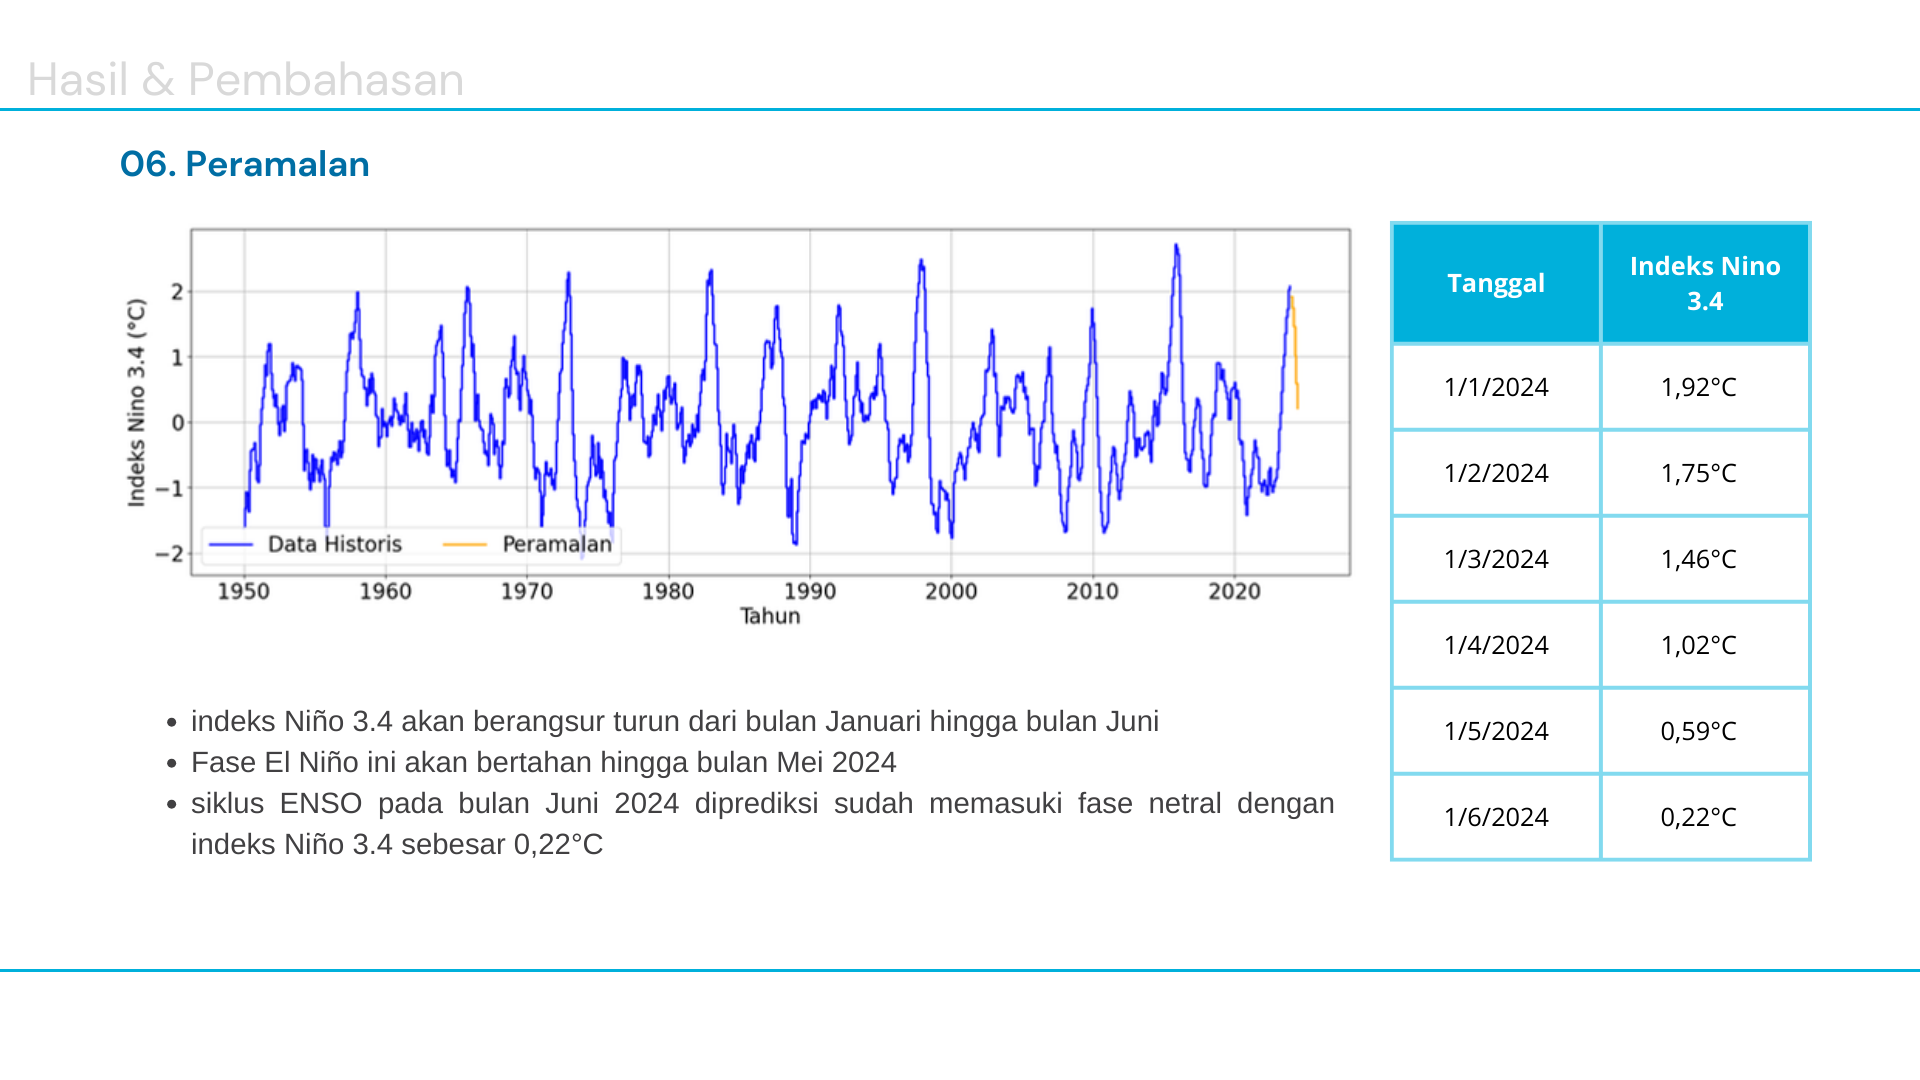 Hasil & Pembahasan
06. Peramalan
Indeks Nino 3.4 (°C)
2
1
0
−1
−2
Data Historis
Peramalan
1950 1960 1970 1980 1990 2000 2010 2020
Tahun
Tanggal
Indeks Nino
3.4
1/1/2024 1,92°C
1/2/2024 1,75°C
1/3/2024 1,46°C
1/4/2024 1,02°C
1/5/2024 0,59°C
1/6/2024 0,22°C
• indeks Niño 3.4 akan berangsur turun dari bulan Januari hingga bulan Juni
• Fase El Niño ini akan bertahan hingga bulan Mei 2024
• siklus ENSO pada bulan Juni 2024 diprediksi sudah memasuki fase netral dengan
indeks Niño 3.4 sebesar 0,22°C